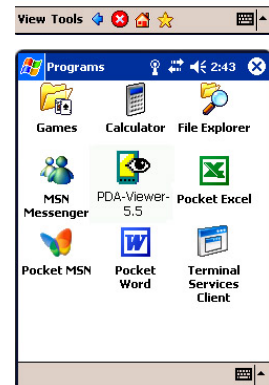 View Tools
Programs 2:43
Games Calculator File Explorer
MSN Messenger PDA-Viewer-5.5 Pocket Excel
Pocket MSN Pocket Word Terminal Services Client